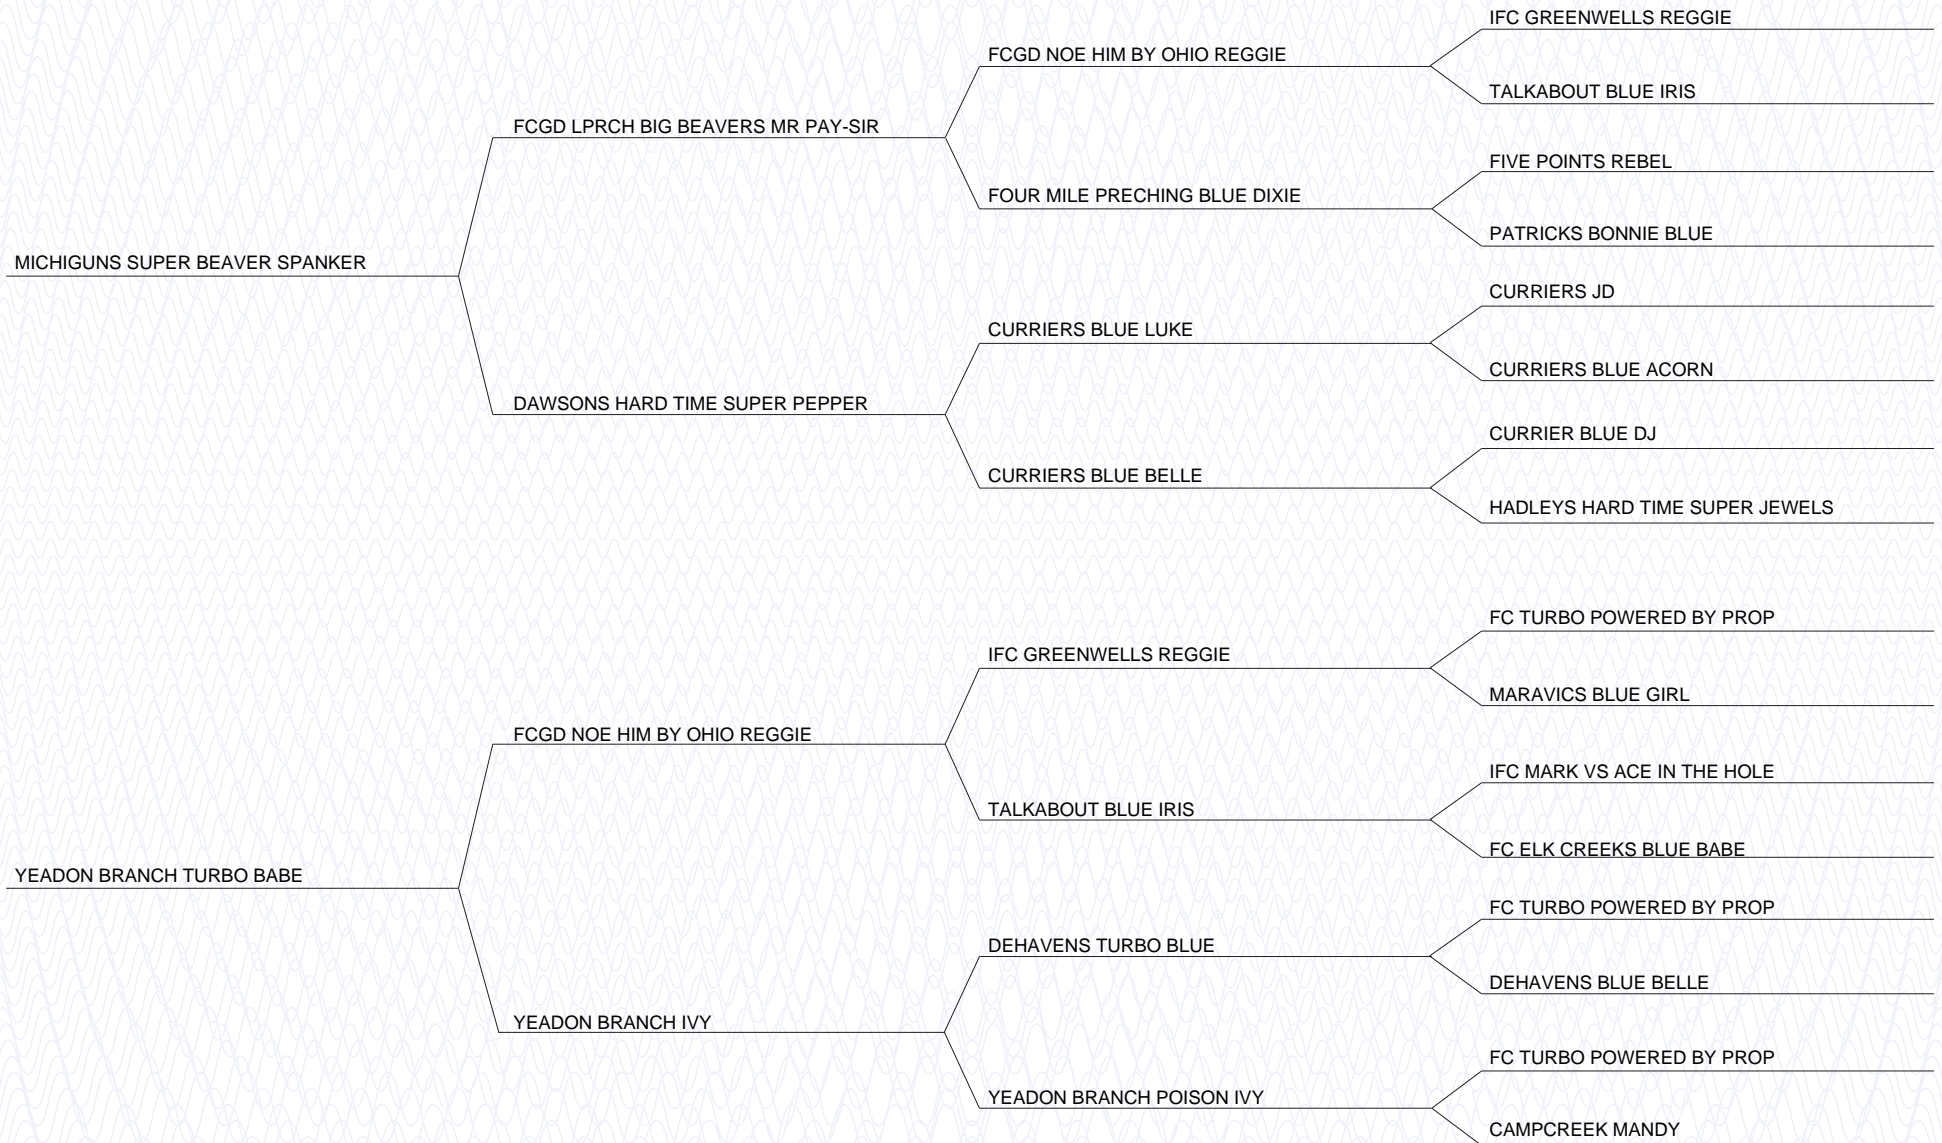 IFC GREENWELLS REGGIE
FCGD NOE HIM BY OHIO REGGIE
TALKABOUT BLUE IRIS
FCGD LPRCH BIG BEAVERS MR PAY-SIR
FIVE POINTS REBEL
FOUR MILE PRECHING BLUE DIXIE
PATRICKS BONNIE BLUE
MICHIGUNS SUPER BEAVER SPANKER
CURRIERS JD
CURRIERS BLUE LUKE
CURRIERS BLUE ACORN
DAWSONS HARD TIME SUPER PEPPER
CURRIER BLUE DJ
CURRIERS BLUE BELLE
HADLEYS HARD TIME SUPER JEWELS
FC TURBO POWERED BY PROP
IFC GREENWELLS REGGIE
MARAVICS BLUE GIRL
FCGD NOE HIM BY OHIO REGGIE
IFC MARK VS ACE IN THE HOLE
TALKABOUT BLUE IRIS
FC ELK CREEKS BLUE BABE
YEADON BRANCH TURBO BABE
FC TURBO POWERED BY PROP
DEHAVENS TURBO BLUE
DEHAVENS BLUE BELLE
YEADON BRANCH IVY
FC TURBO POWERED BY PROP
YEADON BRANCH POISON IVY
CAMPCREEK MANDY